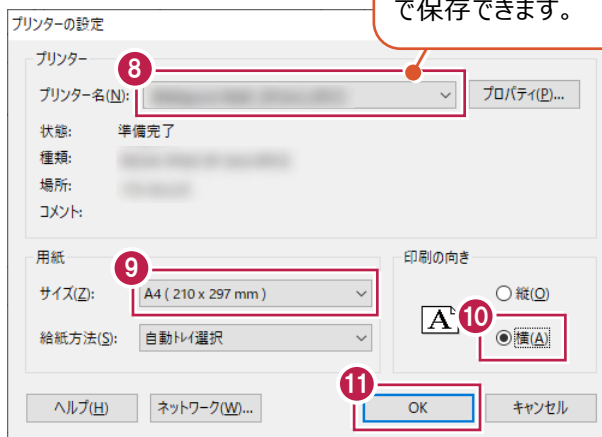 で保存できます。
プリンターの設定
プリンター
8
プリンター名(N):
プロパティ(P)...
状態: 準備完了
種類:
場所:
コメント:
用紙
9
サイズ(Z): A4 ( 210 x 297 mm )
給紙方法(S): 自動トレイ選択
印刷の向き
A
縦(O)
10
横(A)
ヘルプ(H)
ネットワーク(W)...
11
OK
キャンセル